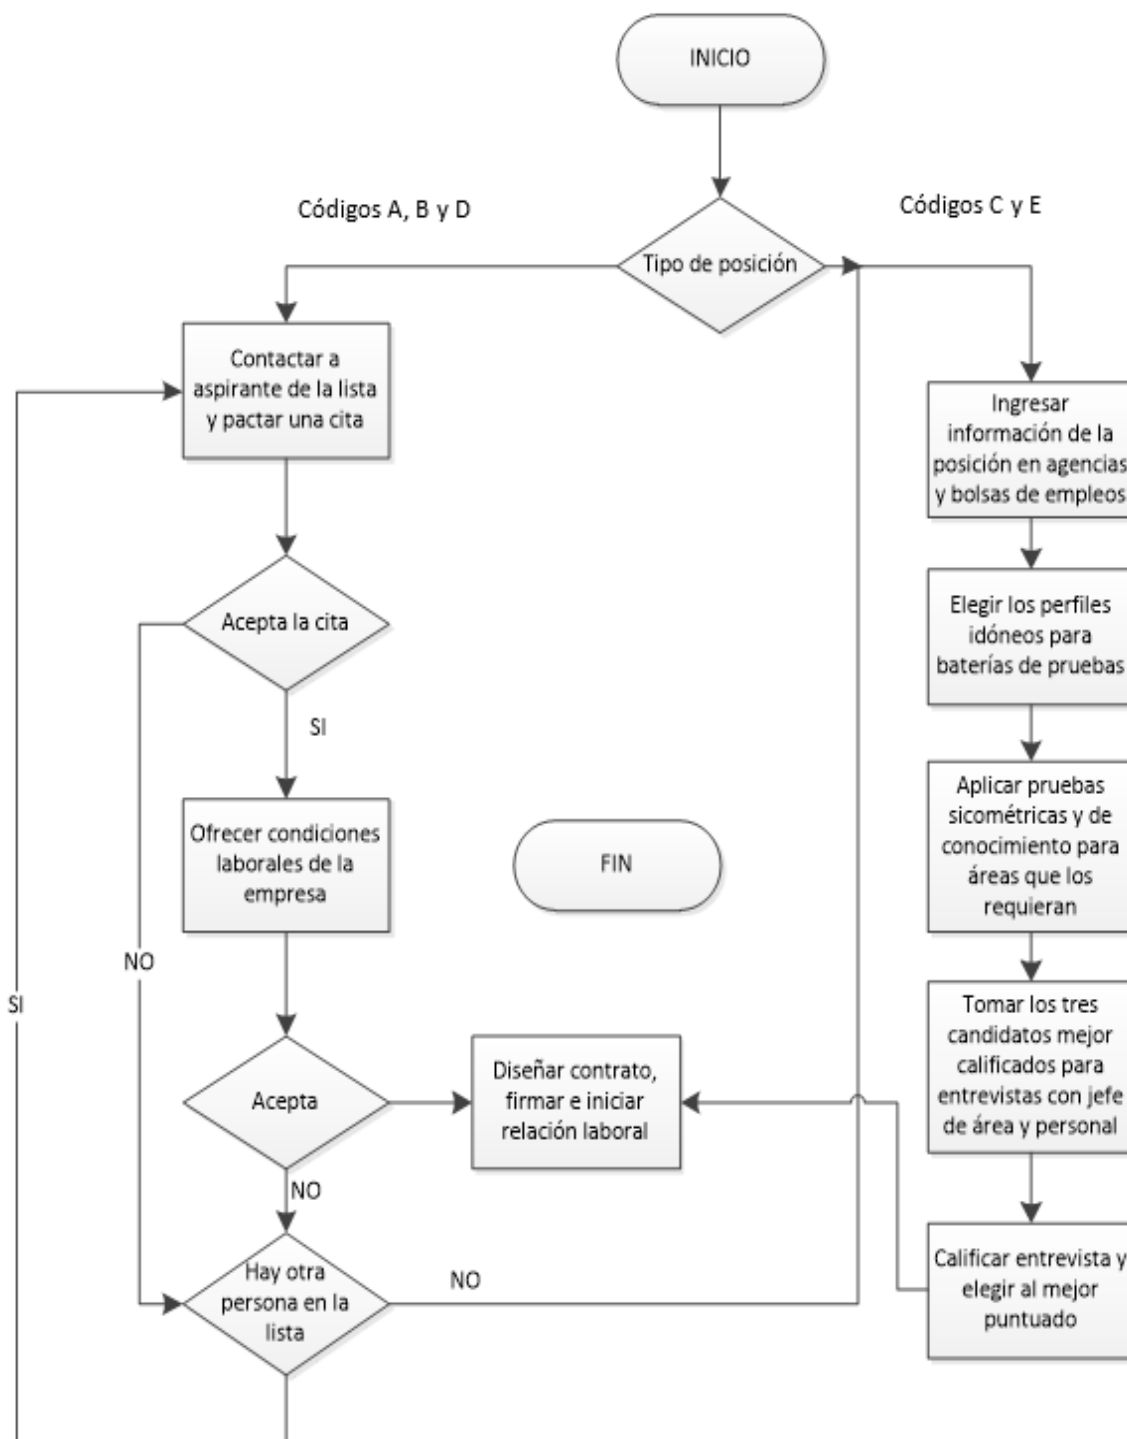 INICIO
Códigos A, B y D
Códigos C y E
Tipo de posición
Contactar a
aspirante de la lista
y pactar una cita
Ingresar
información de la
posición en agencias
y bolsas de empleos
Acepta la cita
Elegir los perfiles
idóneos para
baterías de pruebas
SI
Ofrecer condiciones
laborales de la
empresa
FIN
Aplicar pruebas
sicométricas y de
conocimiento para
áreas que los
requieran
NO
SI
Tomar los tres
candidatos mejor
calificados para
entrevistas con jefe
de área y personal
Acepta
Diseñar contrato,
firmar e iniciar
relación laboral
NO
Hay otra
persona en la
lista
NO
Calificar entrevista y
elegir al mejor
puntuado